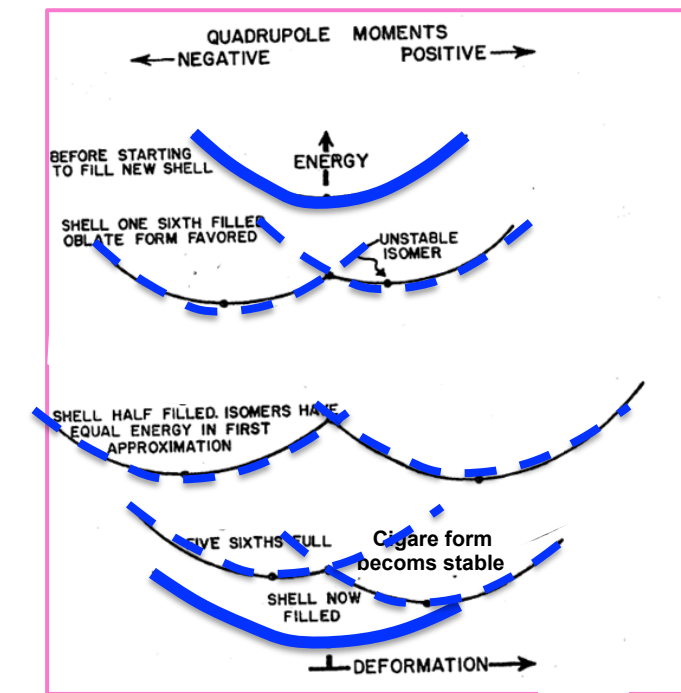 QUADRUPOLE MOMENTS
NEGATIVE
POSITIVE
BEFORE STARTING
TO FILL NEW SHELL
ENERGY
SHELL ONE SIXTH FILLED
OBLATE FORM FAVORED
UNSTABLE
ISOMER
SHELL HALF FILLED. ISOMERS HAVE
EQUAL ENERGY IN FIRST
APPROXIMATION
FIVE SIXTHS FULL
Cigare form
becoms stable
SHELL NOW
FILLED
DEFORMATION